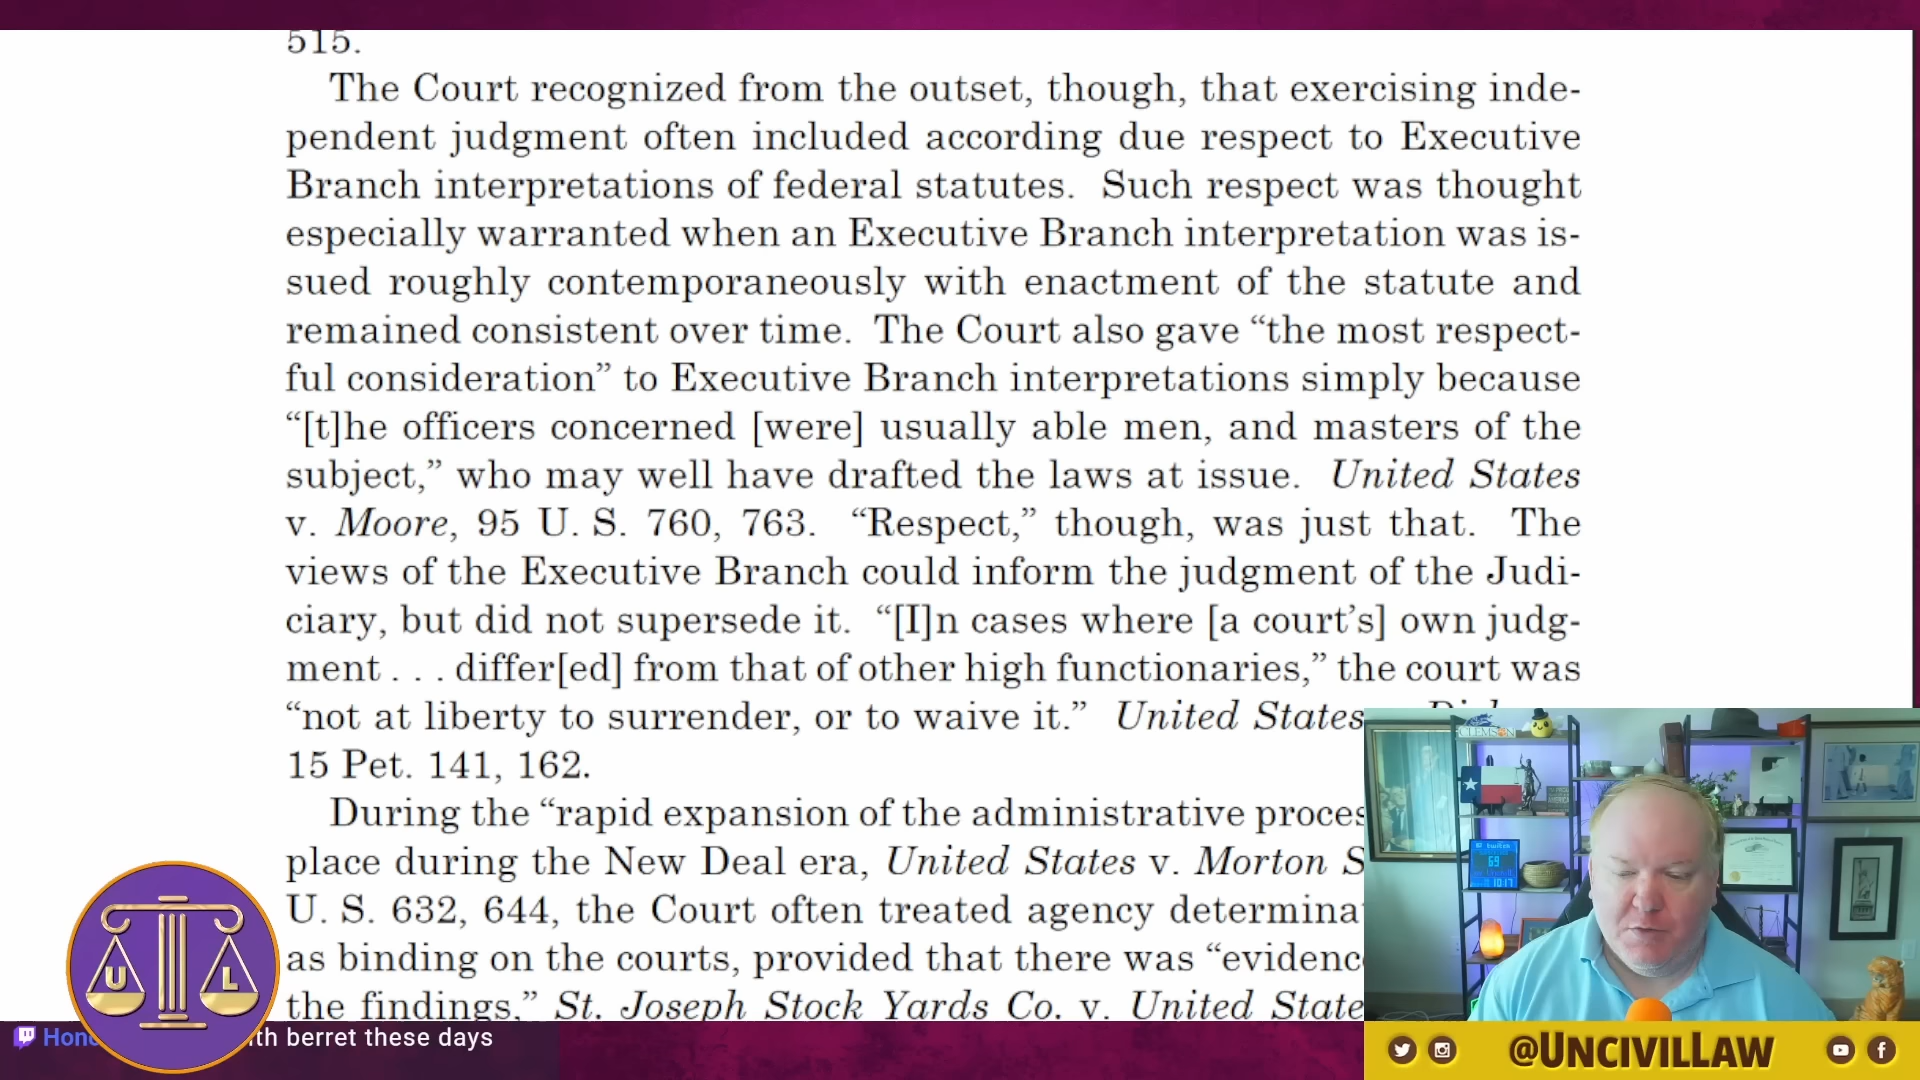 515.
The Court recognized from the outset, though, that exercising inde-
pendent judgment often included according due respect to Executive
Branch interpretations of federal statutes. Such respect was thought
especially warranted when an Executive Branch interpretation was is-
sued roughly contemporaneously with enactment of the statute and
remained consistent over time. The Court also gave “the most respect-
ful consideration” to Executive Branch interpretations simply because
“[t]he officers concerned [were] usually able men, and masters of the
subject,” who may well have drafted the laws at issue. United States
v. Moore, 95 U. S. 760, 763. “Respect,” though, was just that. The
views of the Executive Branch could inform the judgment of the Judi-
ciary, but did not supersede it. “[I]n cases where [a court’s] own judg-
ment . . . differ[ed] from that of other high functionaries,” the court was
“not at liberty to surrender, or to waive it.” United States
15 Pet. 141, 162.
During the “rapid expansion of the administrative proces
place during the New Deal era, United States v. Morton S
U. S. 632, 644, the Court often treated agency determina
as binding on the courts, provided that there was “evidenc
the findings,” St. Joseph Stock Yards Co. v. United State
CLEMSON
twitch
69
10:17
U L
Hono
th berret these days
@UNCIVILLAW